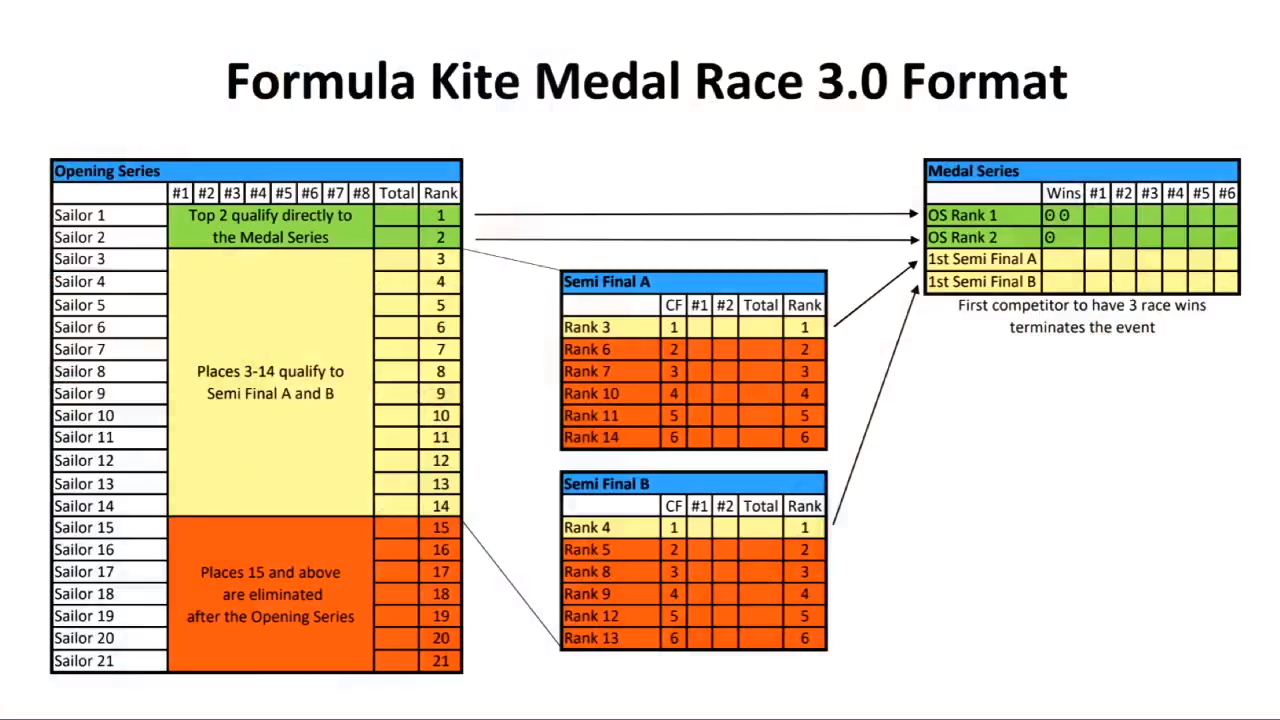 Formula Kite Medal Race 3.0 Format
Opening Series
#1 #2 #3 #4 #5 #6 #7 #8 Total Rank
Sailor 1 1
Sailor 2 2
Top 2 qualify directly to
the Medal Series
Sailor 3 3
Sailor 4 4
Sailor 5 5
Sailor 6 6
Sailor 7 7
Sailor 8 8
Sailor 9 9
Sailor 10 10
Sailor 11 11
Sailor 12 12
Sailor 13 13
Sailor 14 14
Places 3-14 qualify to
Semi Final A and B
Sailor 15 15
Sailor 16 16
Sailor 17 17
Sailor 18 18
Sailor 19 19
Sailor 20 20
Sailor 21 21
Places 15 and above
are eliminated
after the Opening Series
Semi Final A
CF #1 #2 Total Rank
Rank 3 1 1
Rank 6 2 2
Rank 7 3 3
Rank 10 4 4
Rank 11 5 5
Rank 14 6 6
Semi Final B
CF #1 #2 Total Rank
Rank 4 1 1
Rank 5 2 2
Rank 8 3 3
Rank 9 4 4
Rank 12 5 5
Rank 13 6 6
Medal Series
Wins #1 #2 #3 #4 #5 #6
OS Rank 1 ʘ ʘ
OS Rank 2 ʘ
1st Semi Final A
1st Semi Final B
First competitor to have 3 race wins
terminates the event